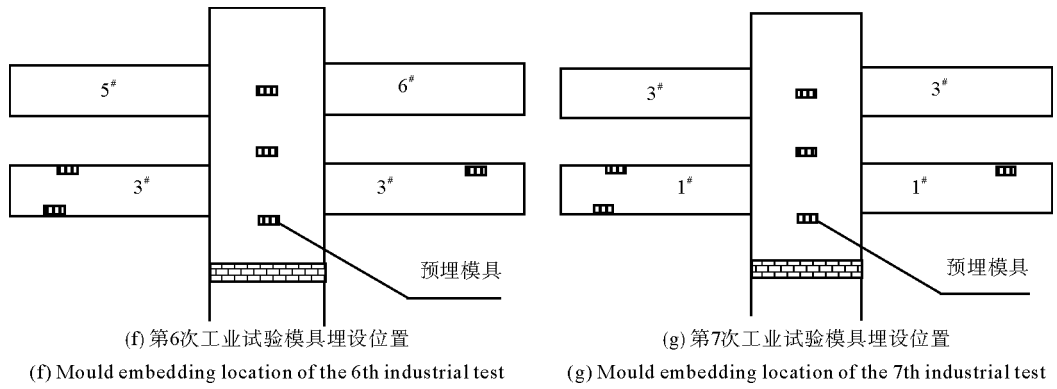 5#
6#
3#
3#
预埋模具
(f) 第6次工业试验模具埋设位置
(f) Mould embedding location of the 6th industrial test
3#
3#
1#
1#
预埋模具
(g) 第7次工业试验模具埋设位置
(g) Mould embedding location of the 7th industrial test